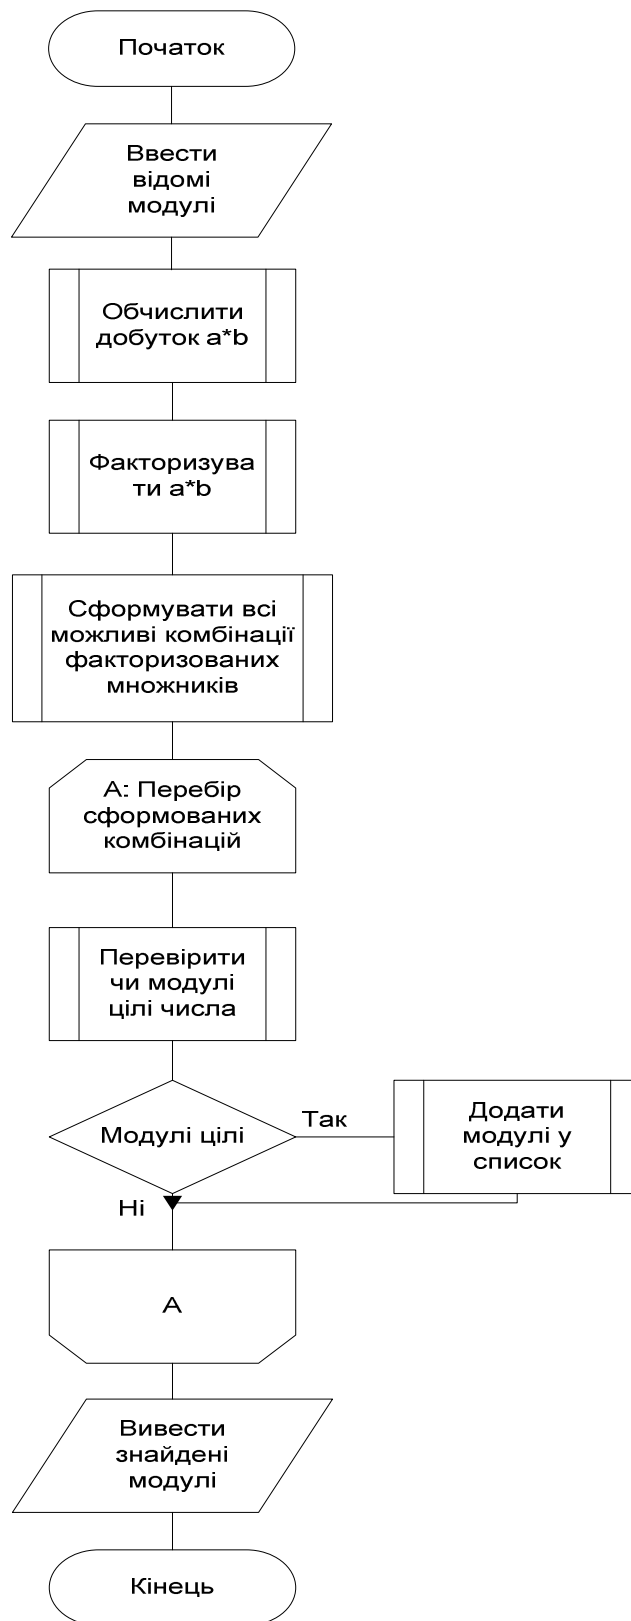 Початок
Ввести
відомі
модулі
Обчислити
добуток a*b
Факторизува
ти a*b
Сформувати всі
можливі комбінації
факторизованих
множників
А: Перебір
сформованих
комбінацій
Перевірити
чи модулі
цілі числа
Модулі цілі
Так
Додати
модулі у
список
Ні
А
Вивести
знайдені
модулі
Кінець